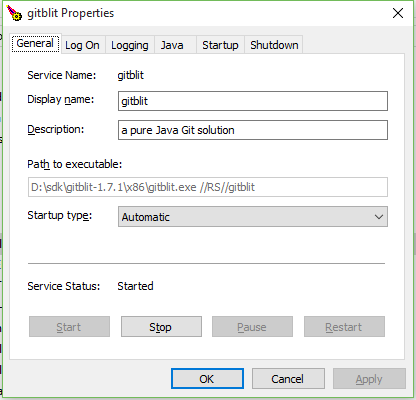 gitblit Properties
General Log On Logging Java Startup Shutdown
Service Name: gitblit
Display name: gitblit
Description: a pure Java Git solution
Path to executable:
D:\sdk\gitblit-1.7.1\x86\gitblit.exe //RS//gitblit
Startup type: Automatic
Service Status: Started
Start Stop Pause Restart
OK Cancel Apply